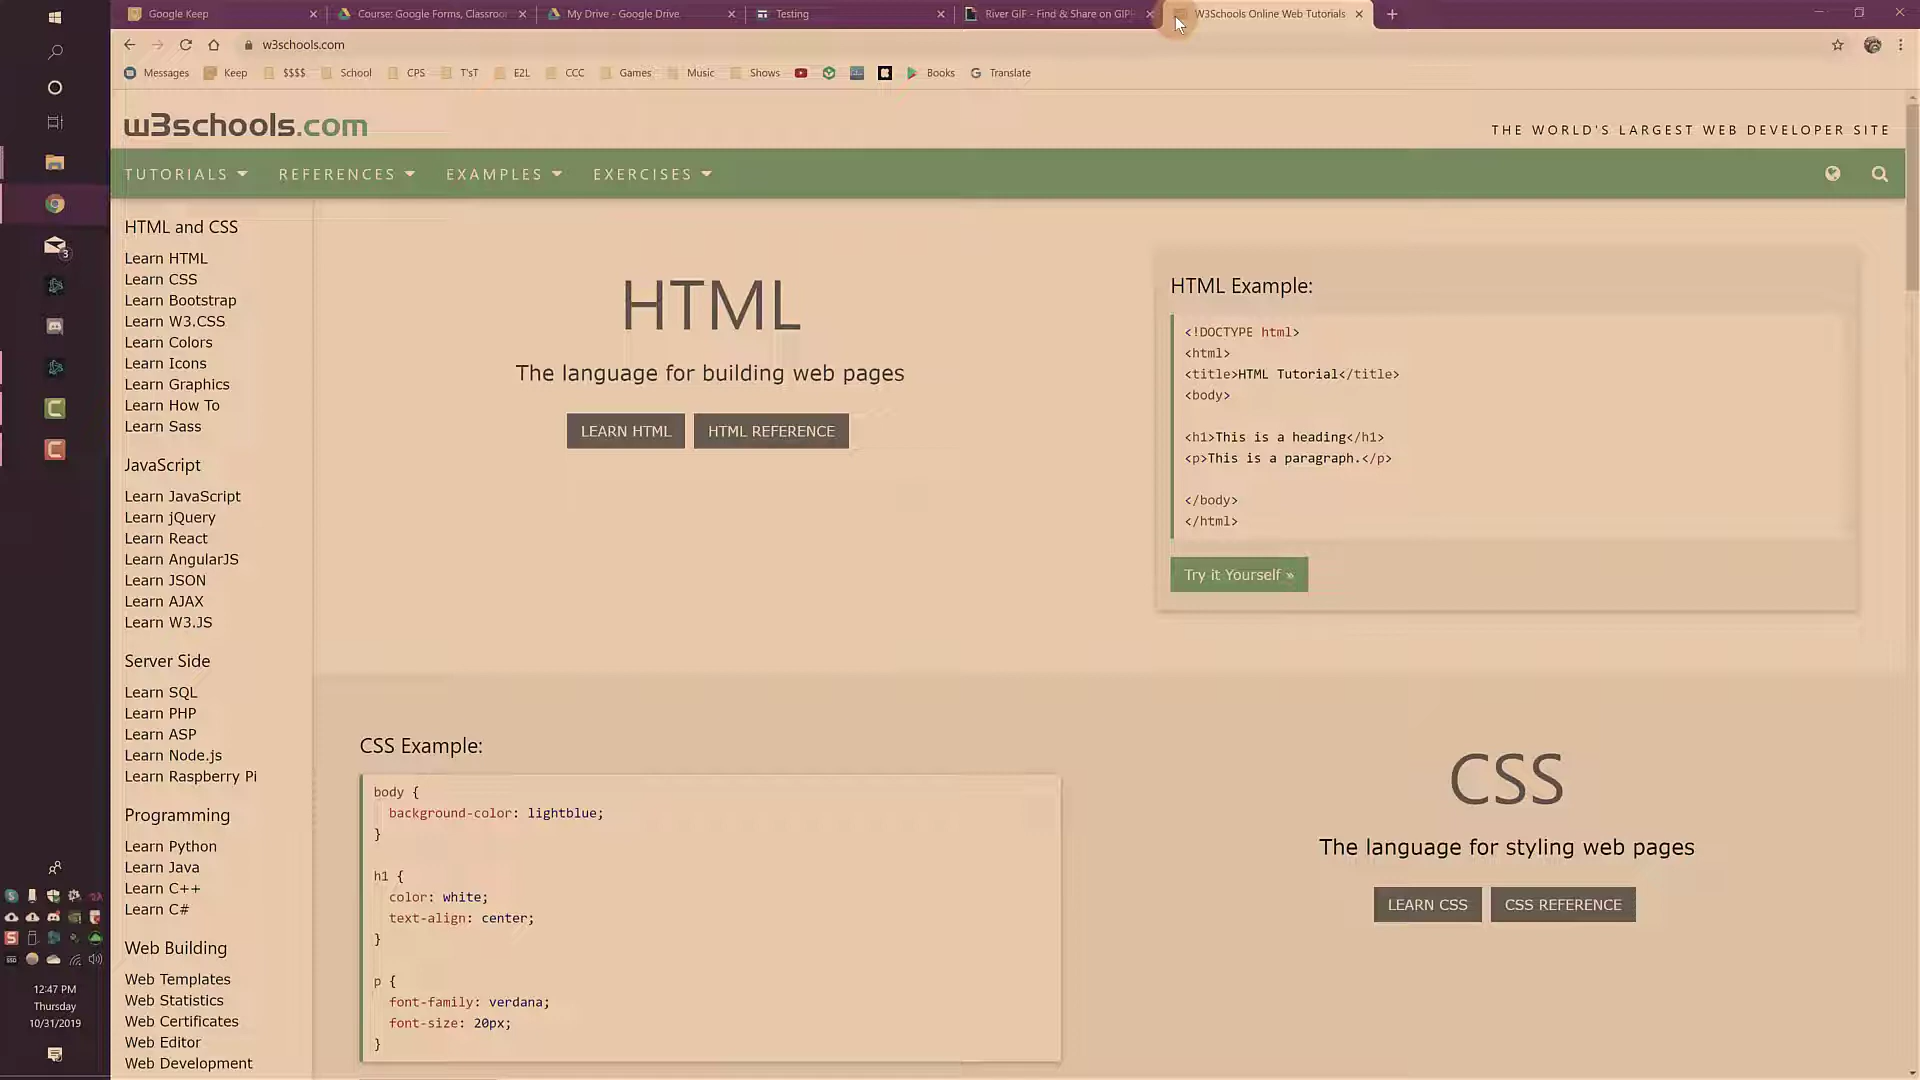 Google Keep
Course: Google Forms, Classroo
My Drive - Google Drive
Testing
River GIF - Find & Share on GIPH
W3Schools Online Web Tutorials
w3schools.com
Messages Keep $$$$ School CPS T'sT E2L CCC Games Music Shows Books Translate
w3schools.com
THE WORLD'S LARGEST WEB DEVELOPER SITE
TUTORIALS REFERENCES EXAMPLES EXERCISES
HTML and CSS
Learn HTML
Learn CSS
Learn Bootstrap
Learn W3.CSS
Learn Colors
Learn Icons
Learn Graphics
Learn How To
Learn Sass
JavaScript
Learn JavaScript
Learn jQuery
Learn React
Learn AngularJS
Learn JSON
Learn AJAX
Learn W3.JS
Server Side
Learn SQL
Learn PHP
Learn ASP
Learn Node.js
Learn Raspberry Pi
Programming
Learn Python
Learn Java
Learn C++
Learn C#
Web Building
Web Templates
Web Statistics
Web Certificates
Web Editor
Web Development
HTML
The language for building web pages
LEARN HTML HTML REFERENCE
HTML Example:
<!DOCTYPE html>
<html>
<title>HTML Tutorial</title>
<body>
<h1>This is a heading</h1>
<p>This is a paragraph.</p>
</body>
</html>
Try it Yourself »
CSS Example:
body {
background-color: lightblue;
}
h1 {
color: white;
text-align: center;
}
p {
font-family: verdana;
font-size: 20px;
}
CSS
The language for styling web pages
LEARN CSS CSS REFERENCE
3
12:47 PM
Thursday
10/31/2019